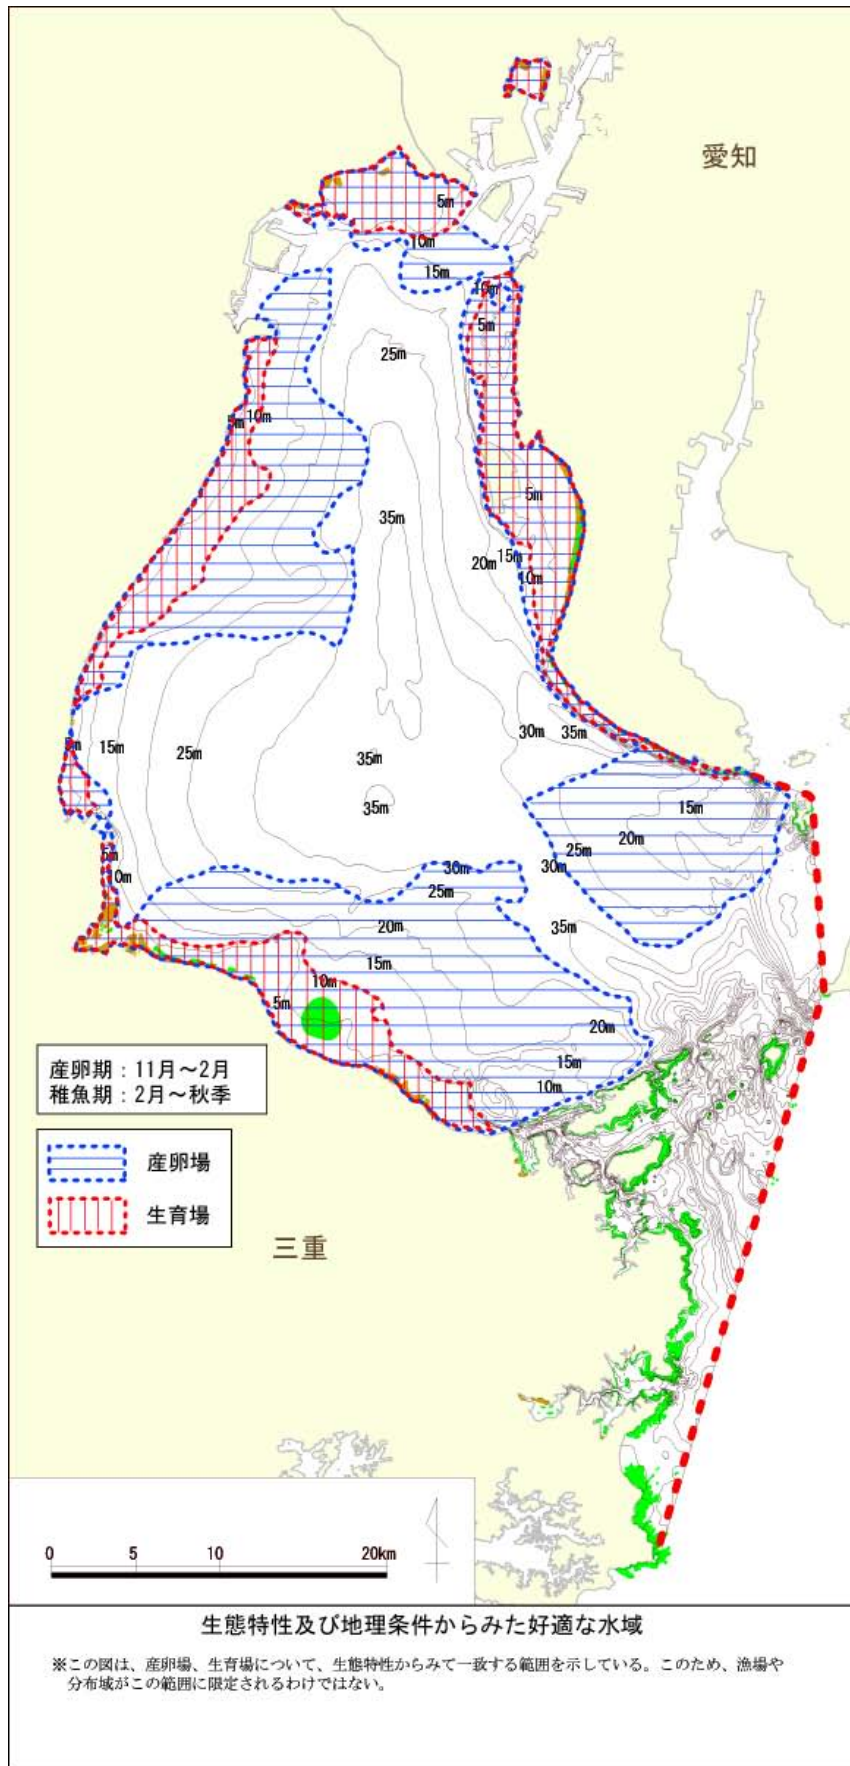 愛知
5m
10m
15m
10m
5m
25m
5m
10m
5m
35m
20m
15m
10m
30m
35m
5m
15m
25m
35m
35m
15m
20m
25m
30m
5m
10m
30m
25m
20m
35m
15m
10m
5m
20m
15m
10m
産卵期：11月～2月
稚魚期：2月～秋季
産卵場
生育場
三重
0 5 10 20km
生態特性及び地理条件からみた好適な水域
※この図は、産卵場、生育場について、生態特性からみて一致する範囲を示している。このため、漁場や
分布域がこの範囲に限定されるわけではない。